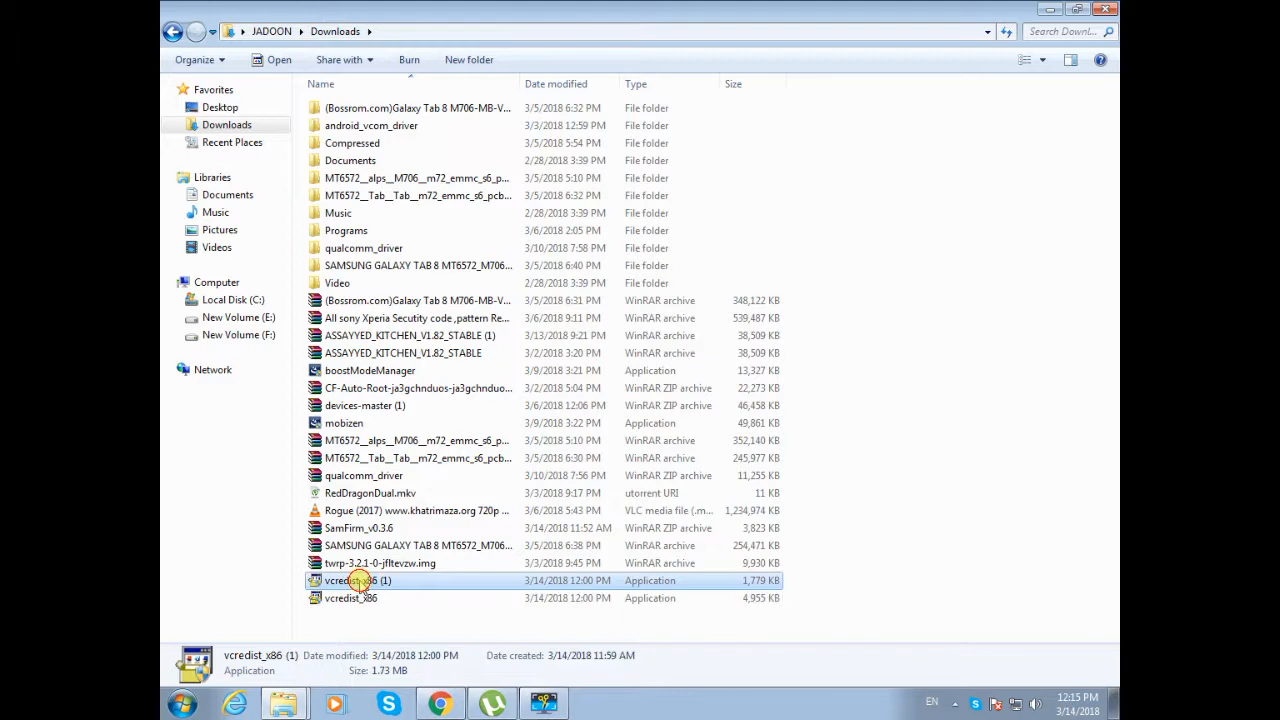 JADOON Downloads
Search Downl...
Organize Open Share with Burn New folder
Name Date modified Type Size
Favorites
Desktop
Downloads
Recent Places
Libraries
Documents
Music
Pictures
Videos
Computer
Local Disk (C:)
New Volume (E:)
New Volume (F:)
Network
(Bossrom.com)Galaxy Tab 8 M706-MB-V... 3/5/2018 6:32 PM File folder
android_vcom_driver 3/3/2018 12:59 PM File folder
Compressed 3/5/2018 5:54 PM File folder
Documents 2/28/2018 3:39 PM File folder
MT6572__alps__M706__m72_emmc_s6_p... 3/5/2018 5:10 PM File folder
MT6572__Tab__Tab__m72_emmc_s6_pcb... 3/5/2018 6:32 PM File folder
Music 2/28/2018 3:39 PM File folder
Programs 3/6/2018 2:05 PM File folder
qualcomm_driver 3/10/2018 7:58 PM File folder
SAMSUNG GALAXY TAB 8 MT6572_M706... 3/5/2018 6:40 PM File folder
Video 2/28/2018 3:39 PM File folder
(Bossrom.com)Galaxy Tab 8 M706-MB-V... 3/5/2018 6:31 PM WinRAR archive 348,122 KB
All sony Xperia Secutity code ,pattern Re... 3/6/2018 9:11 PM WinRAR archive 539,487 KB
ASSAYYED_KITCHEN_V1.82_STABLE (1) 3/13/2018 9:21 PM WinRAR archive 38,509 KB
ASSAYYED_KITCHEN_V1.82_STABLE 3/2/2018 3:20 PM WinRAR archive 38,509 KB
boostModeManager 3/9/2018 3:21 PM Application 13,327 KB
CF-Auto-Root-ja3gchnduos-ja3gchnduo... 3/2/2018 5:04 PM WinRAR ZIP archive 22,273 KB
devices-master (1) 3/6/2018 12:06 PM WinRAR ZIP archive 46,458 KB
mobizen 3/9/2018 3:22 PM Application 49,861 KB
MT6572__alps__M706__m72_emmc_s6_p... 3/5/2018 5:10 PM WinRAR archive 352,140 KB
MT6572__Tab__Tab__m72_emmc_s6_pcb... 3/5/2018 6:30 PM WinRAR archive 245,977 KB
qualcomm_driver 3/10/2018 7:56 PM WinRAR ZIP archive 11,255 KB
RedDragonDual.mkv 3/3/2018 9:17 PM utorrent URI 11 KB
Rogue (2017) www.khatrimaza.org 720p ... 3/6/2018 5:43 PM VLC media file (.m... 1,234,974 KB
SamFirm_v0.3.6 3/14/2018 11:52 AM WinRAR ZIP archive 3,823 KB
SAMSUNG GALAXY TAB 8 MT6572_M706... 3/5/2018 6:38 PM WinRAR archive 254,471 KB
twrp-3.2.1-0-jfltevzw.img 3/3/2018 9:45 PM WinRAR archive 9,930 KB
vcredist_x86 (1) 3/14/2018 12:00 PM Application 1,779 KB
vcredist_x86 3/14/2018 12:00 PM Application 4,955 KB
vcredist_x86 (1) Date modified: 3/14/2018 12:00 PM Date created: 3/14/2018 11:59 AM
Application Size: 1.73 MB
EN
12:15 PM
3/14/2018